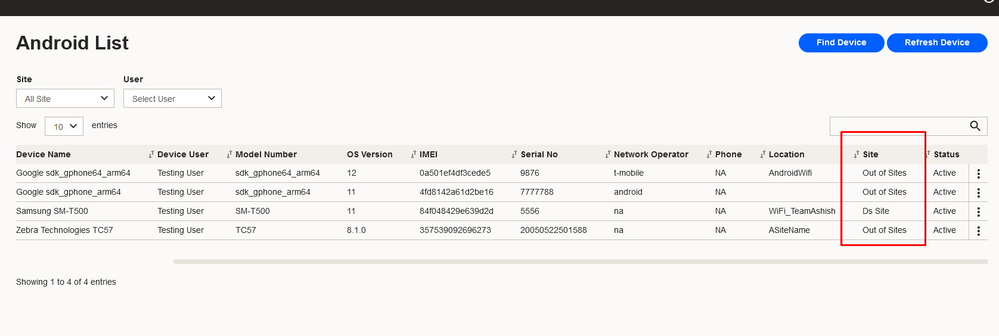 Android List
Find Device Refresh Device
Site User
All Site Select User
Show 10 entries
Device Name Device User Model Number OS Version IMEI Serial No Network Operator Phone Location Site Status
Google sdk_gphone64_arm64 Testing User sdk_gphone64_arm64 12 0a501ef4df3cede5 9876 t-mobile NA AndroidWifi Out of Sites Active
Google sdk_gphone_arm64 Testing User sdk_gphone_arm64 11 4fd8142a61d2be16 7777788 android NA Out of Sites Active
Samsung SM-T500 Testing User SM-T500 11 84f048429e639d2d 5556 na NA WiFi_TeamAshish Ds Site Active
Zebra Technologies TC57 Testing User TC57 8.1.0 357539092696273 20050522501588 na NA ASiteName Out of Sites Active
Showing 1 to 4 of 4 entries